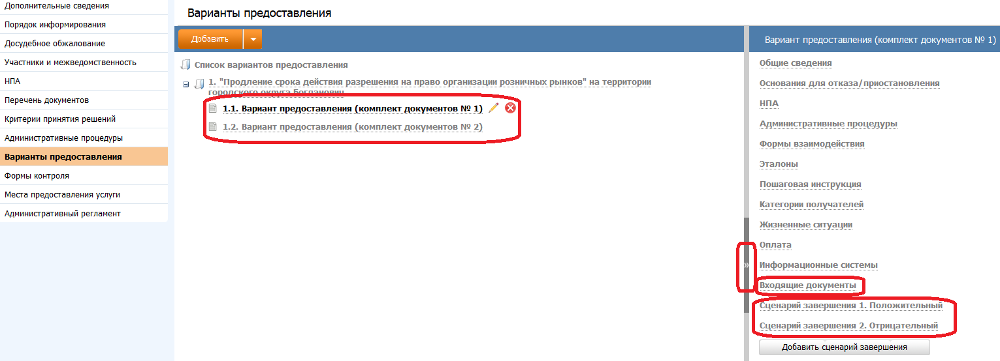 Дополнительные сведения
Порядок информирования
Досудебное обжалование
Участники и межведомственность
НПА
Перечень документов
Критерии принятия решений
Административные процедуры
Варианты предоставления
Формы контроля
Места предоставления услуги
Административный регламент
Варианты предоставления
Добавить
Список вариантов предоставления
1. "Продление срока действия разрешения на право организации розничных рынков" на территории
городского округа Богданович
1.1. Вариант предоставления (комплект документов № 1)
1.2. Вариант предоставления (комплект документов № 2)
»
Вариант предоставления (комплект документов № 1)
Общие сведения
Основания для отказа/приостановления
НПА
Административные процедуры
Формы взаимодействия
Эталоны
Пошаговая инструкция
Категории получателей
Жизненные ситуации
Оплата
Информационные системы
Входящие документы
Сценарий завершения 1. Положительный
Сценарий завершения 2. Отрицательный
Добавить сценарий завершения